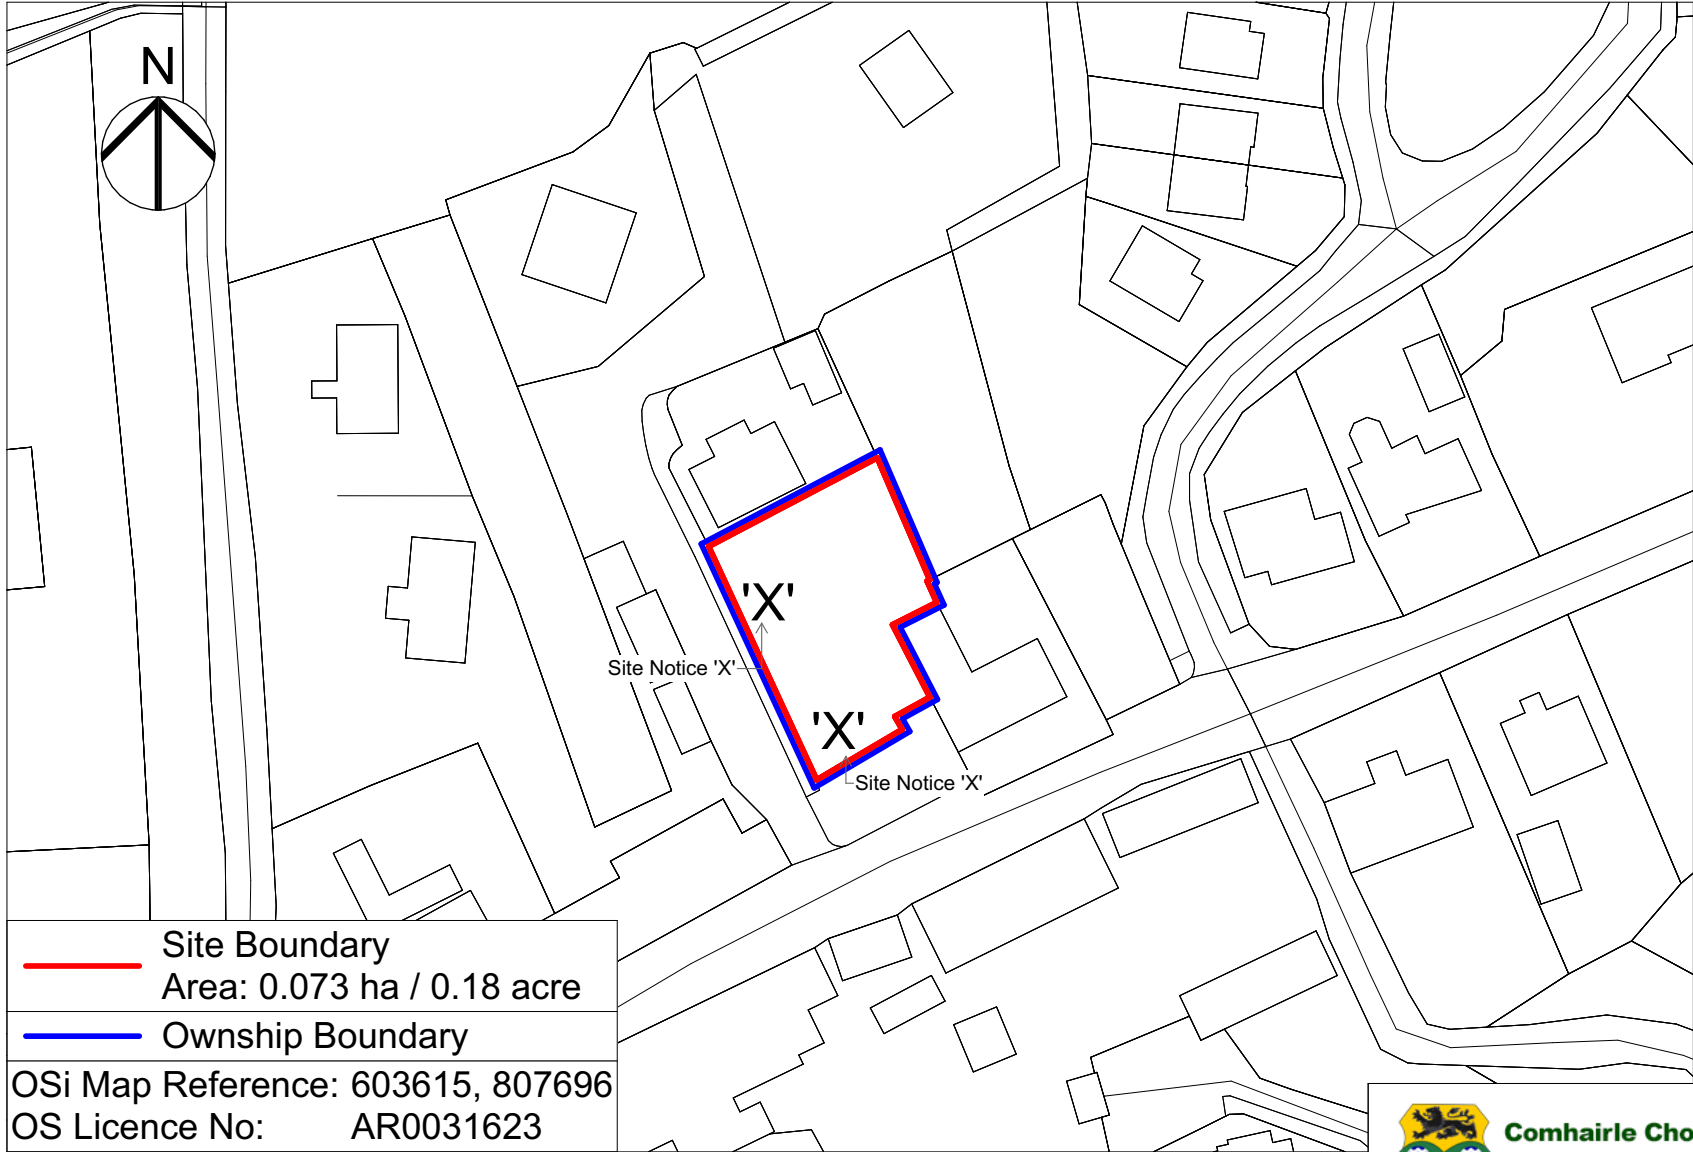 N
'X'
Site Notice 'X'
'X'
Site Notice 'X'
Site Boundary
Area: 0.073 ha / 0.18 acre
Ownship Boundary
OSi Map Reference: 603615, 807696
OS Licence No: AR0031623
Comhairle Cho